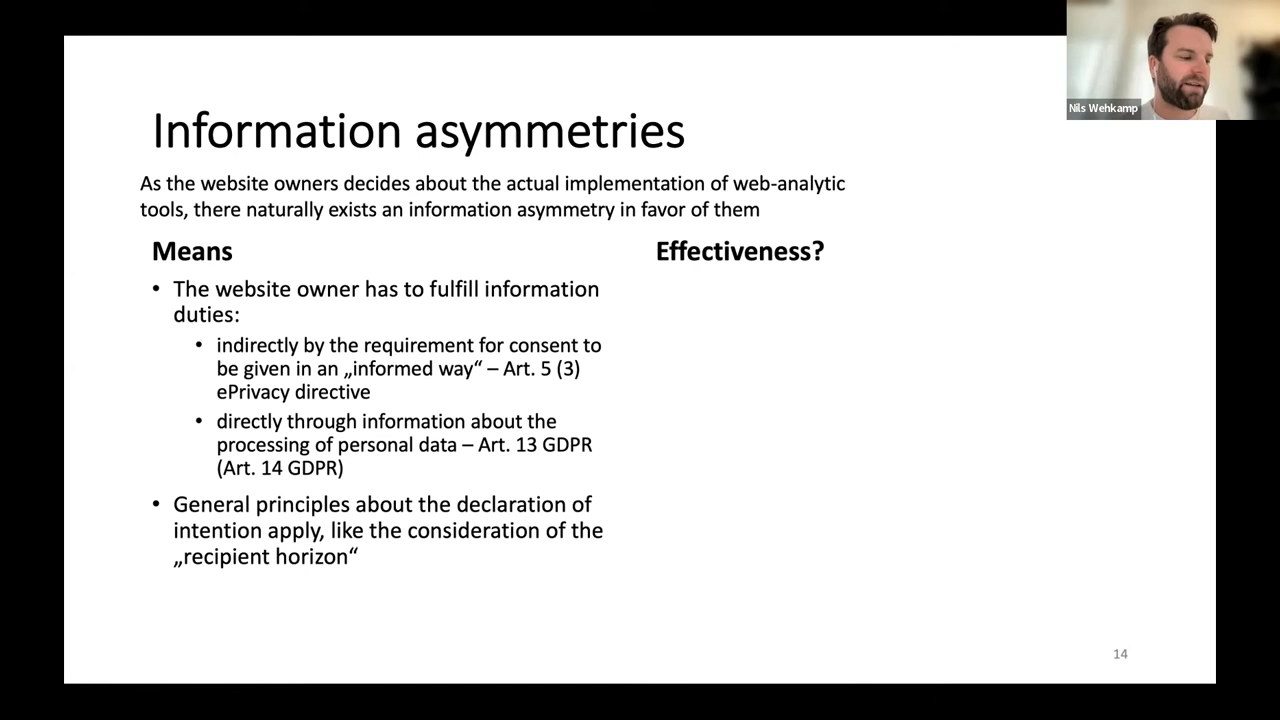 Nils Wehkamp
Information asymmetries
As the website owners decides about the actual implementation of web-analytic
tools, there naturally exists an information asymmetry in favor of them
Means
• The website owner has to fulfill information
duties:
• indirectly by the requirement for consent to
be given in an „informed way“ – Art. 5 (3)
ePrivacy directive
• directly through information about the
processing of personal data – Art. 13 GDPR
(Art. 14 GDPR)
• General principles about the declaration of
intention apply, like the consideration of the
„recipient horizon“
Effectiveness?
14